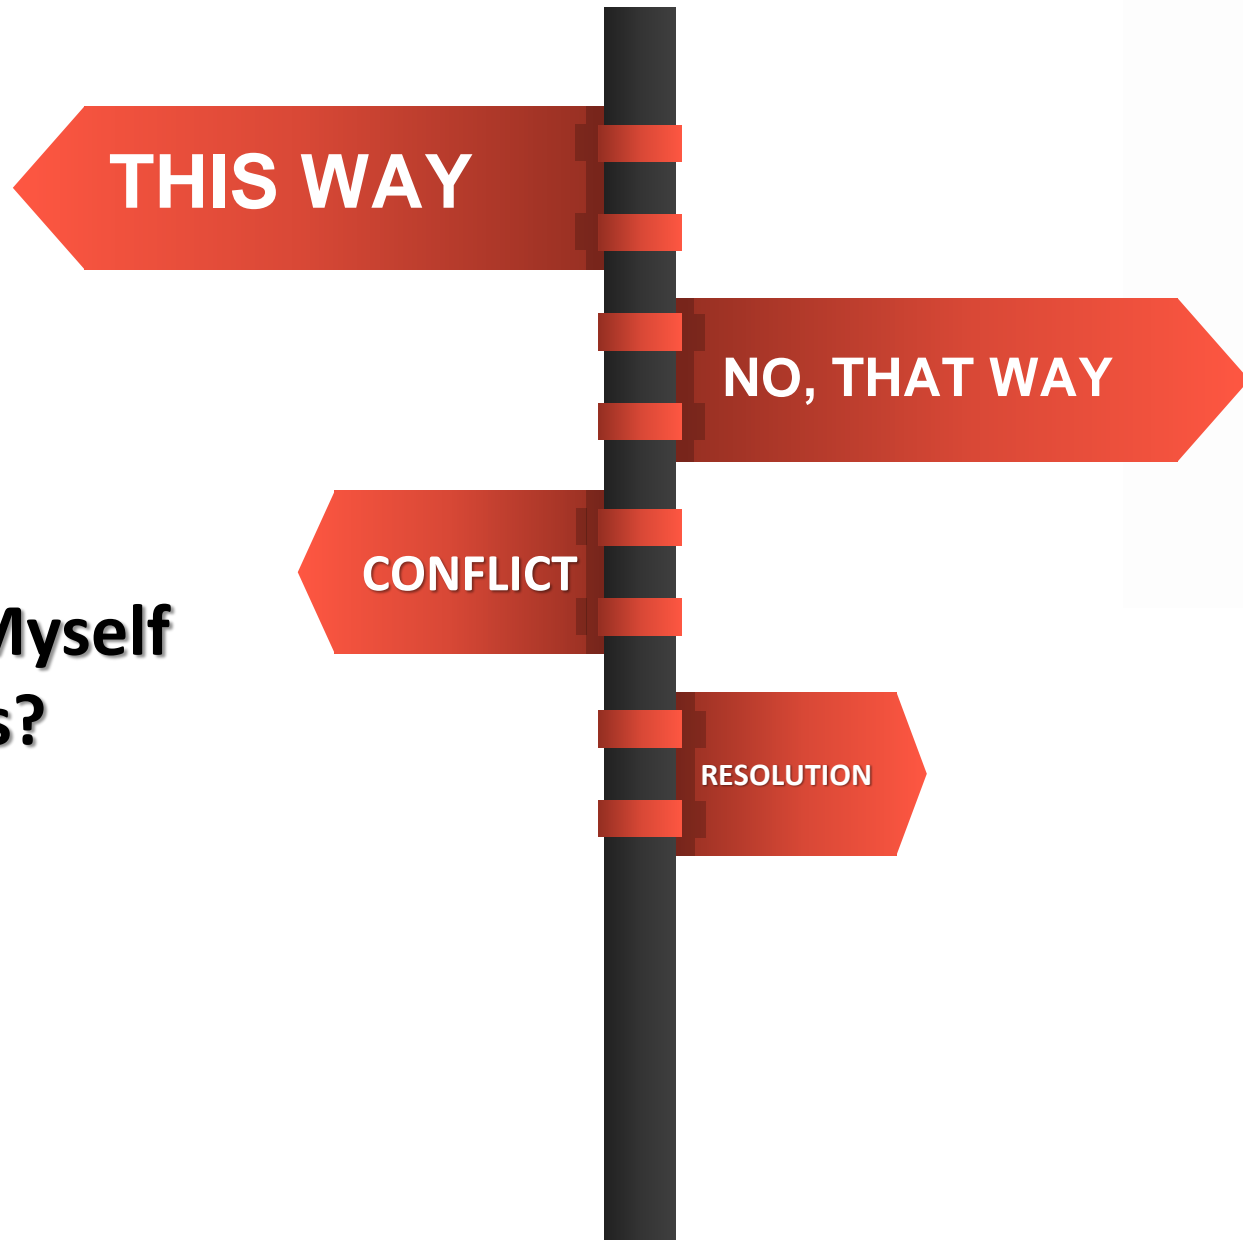 THIS WAY
NO, THAT WAY
CONFLICT
Myself
s?
RESOLUTION